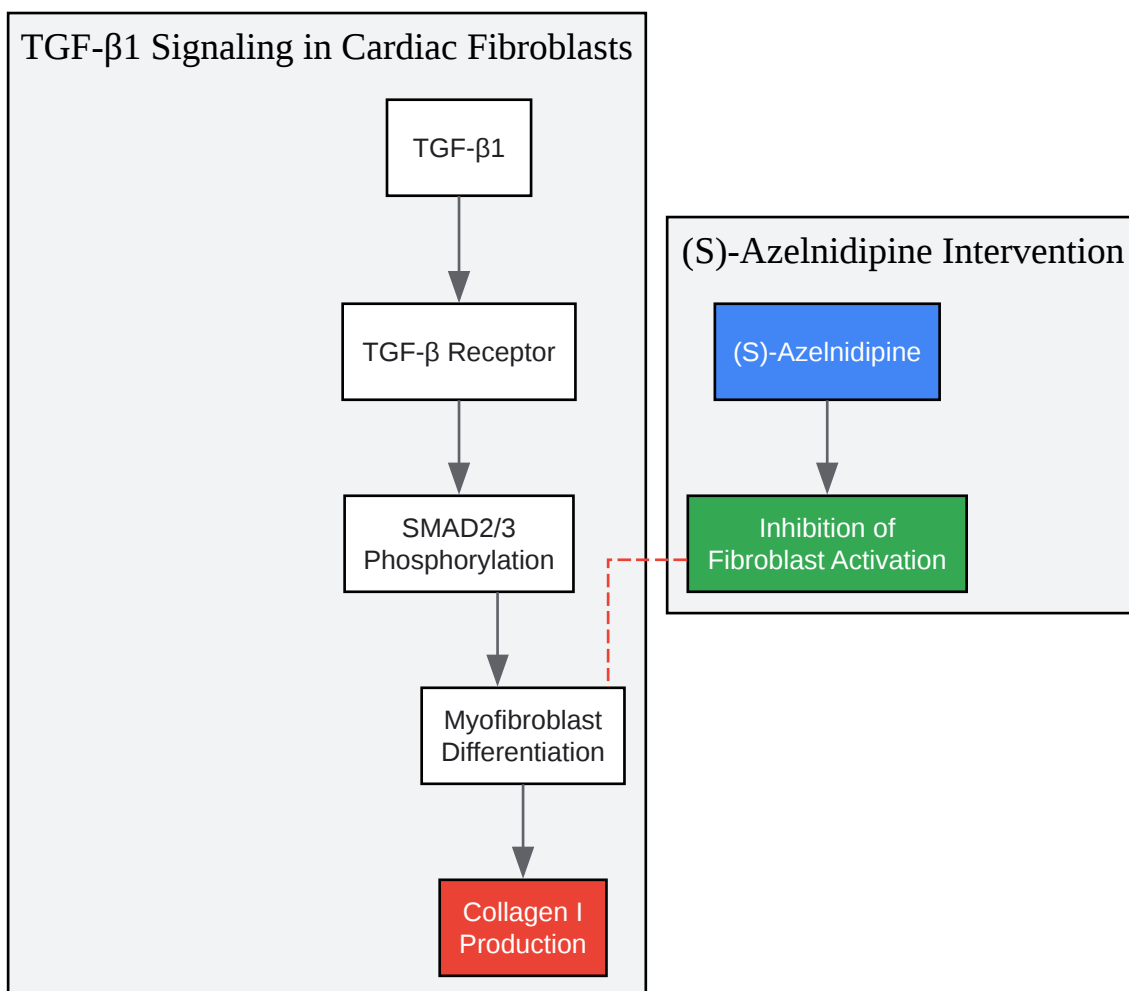 TGF-β1 Signaling in Cardiac Fibroblasts
TGF-β1
TGF-β Receptor
SMAD2/3
Phosphorylation
Myofibroblast
Differentiation
Collagen I
Production
(S)-Azelnidipine Intervention
(S)-Azelnidipine
Inhibition of
Fibroblast Activation